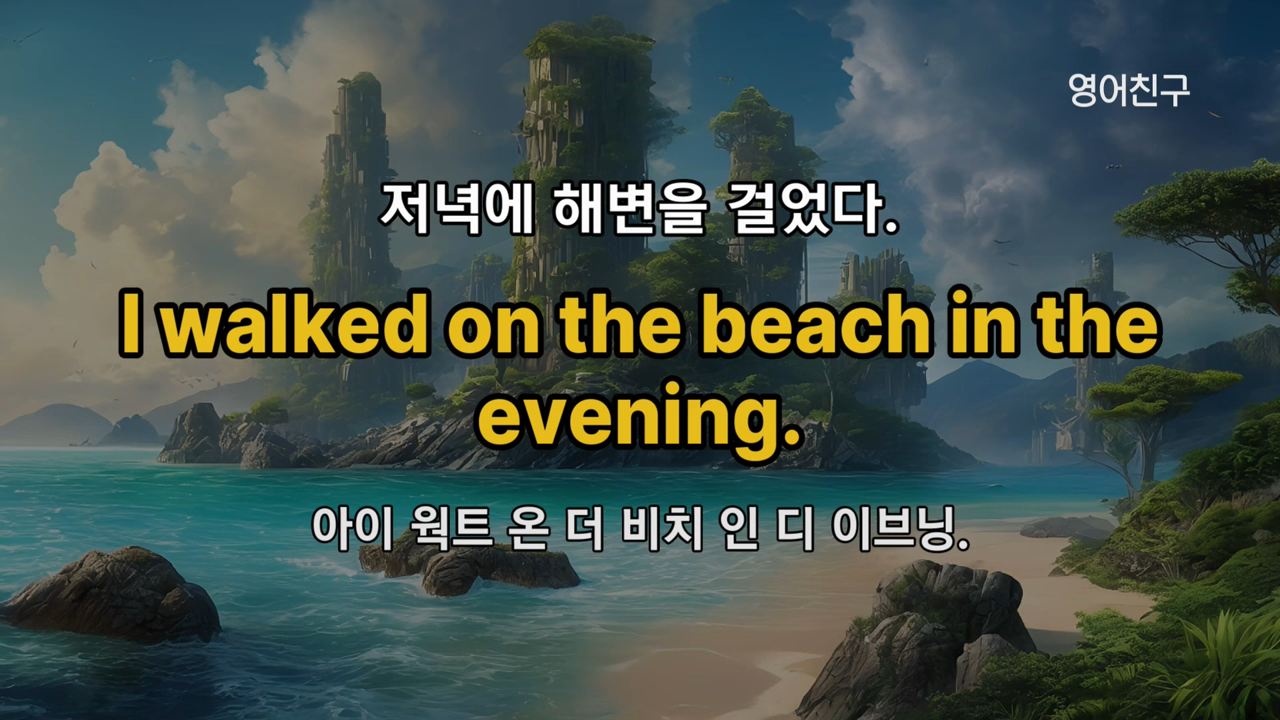 영어친구
저녁에 해변을 걸었다.
I walked on the beach in the
evening.
아이 웍트 온 더 비치 인 디 이브닝.